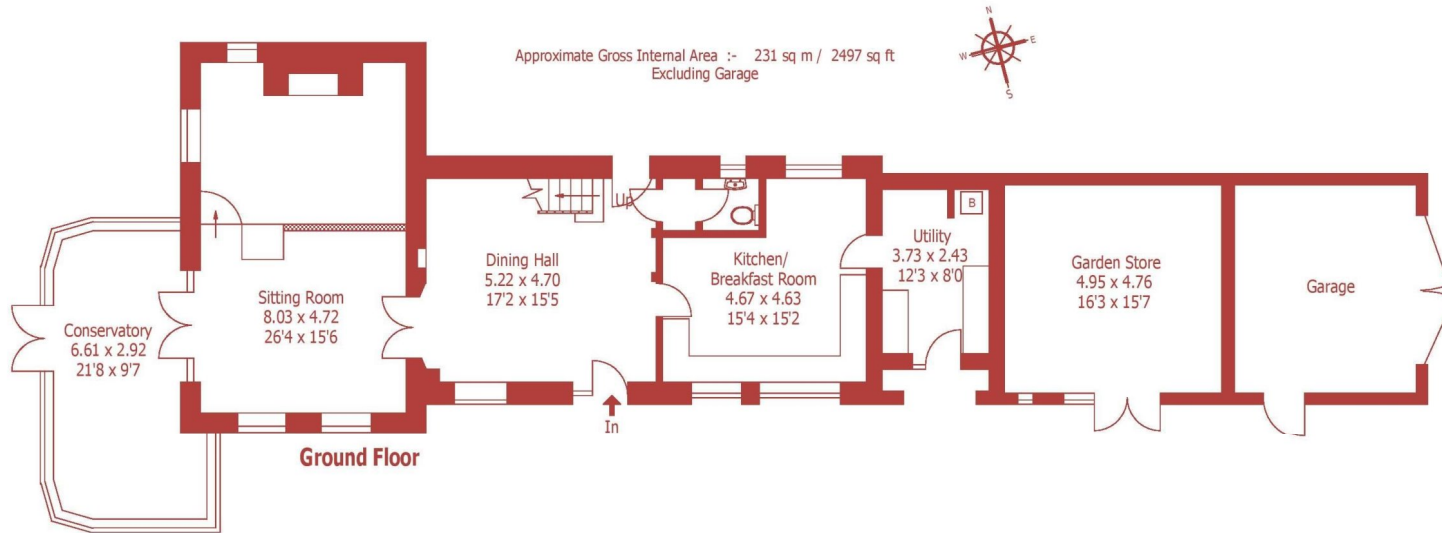 Approximate Gross Internal Area :- 231 sq m / 2497 sq ft
Excluding Garage
N
W
E
S
Up
Dining Hall
5.22 x 4.70
17'2 x 15'5
Kitchen/
Breakfast Room
4.67 x 4.63
15'4 x 15'2
B
Utility
3.73 x 2.43
12'3 x 8'0
Garden Store
4.95 x 4.76
16'3 x 15'7
Garage
Sitting Room
8.03 x 4.72
26'4 x 15'6
Conservatory
6.61 x 2.92
21'8 x 9'7
In
Ground Floor